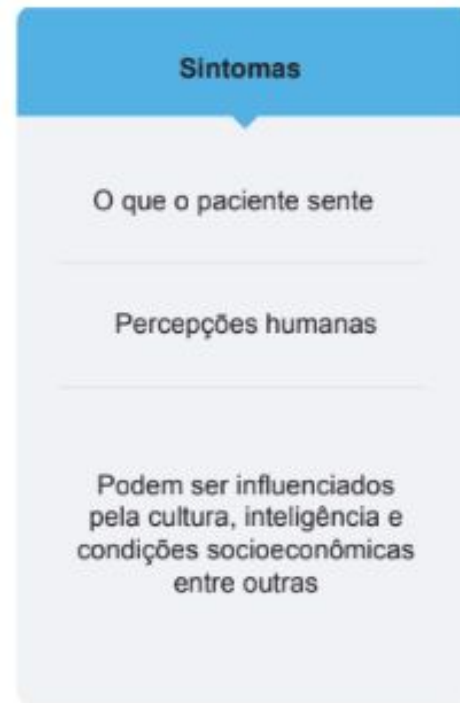 Sintomas
O que o paciente sente
Percepções humanas
Podem ser influenciados
pela cultura, inteligência e
condições socioeconômicas
entre outras